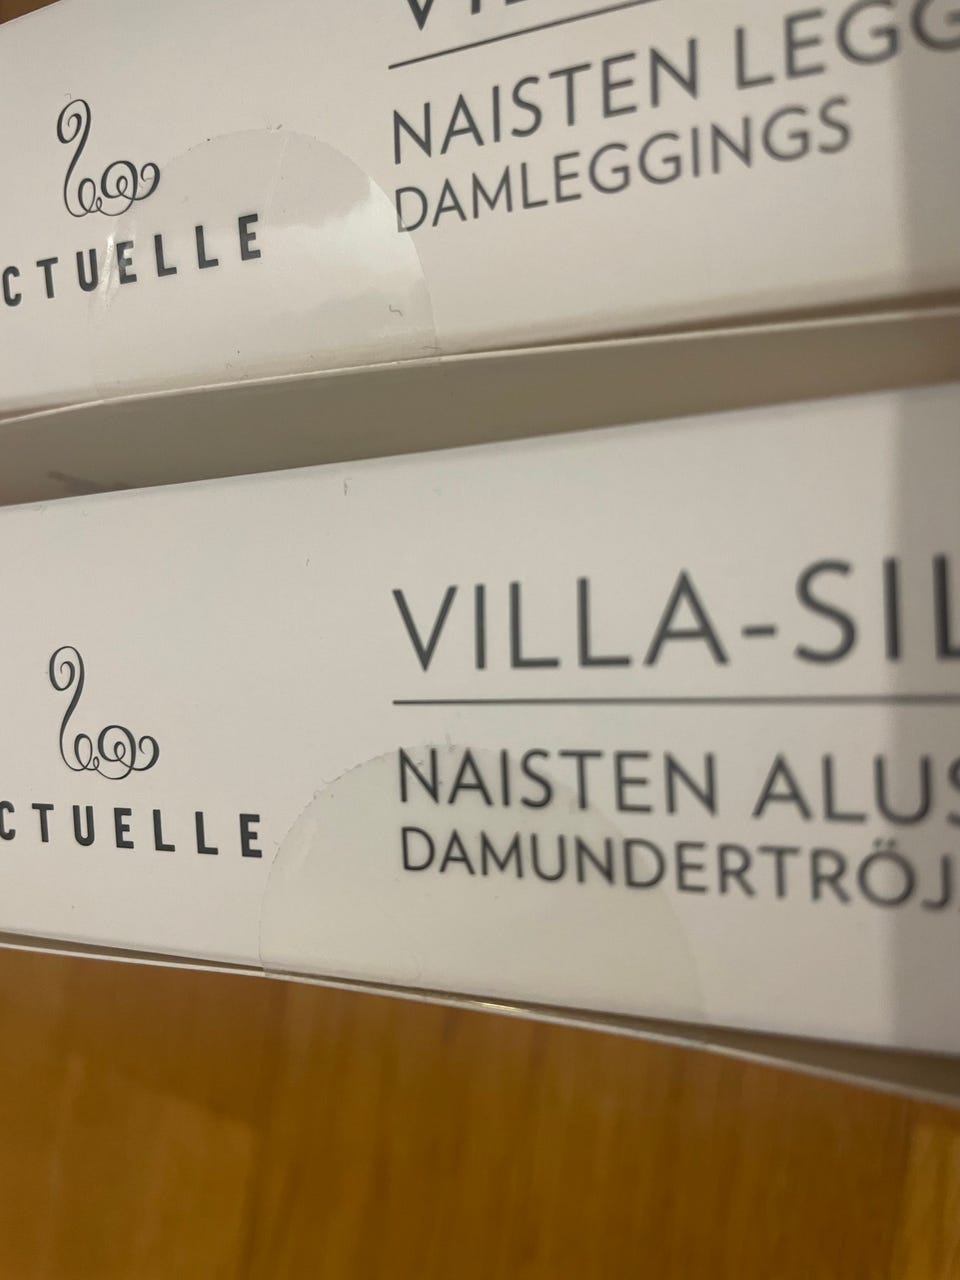 CTUELLE
NAISTEN LEGG
DAMLEGGINGS
CTUELLE
VILLA-SIL
NAISTEN ALUS
DAMUNDERTRÖJ